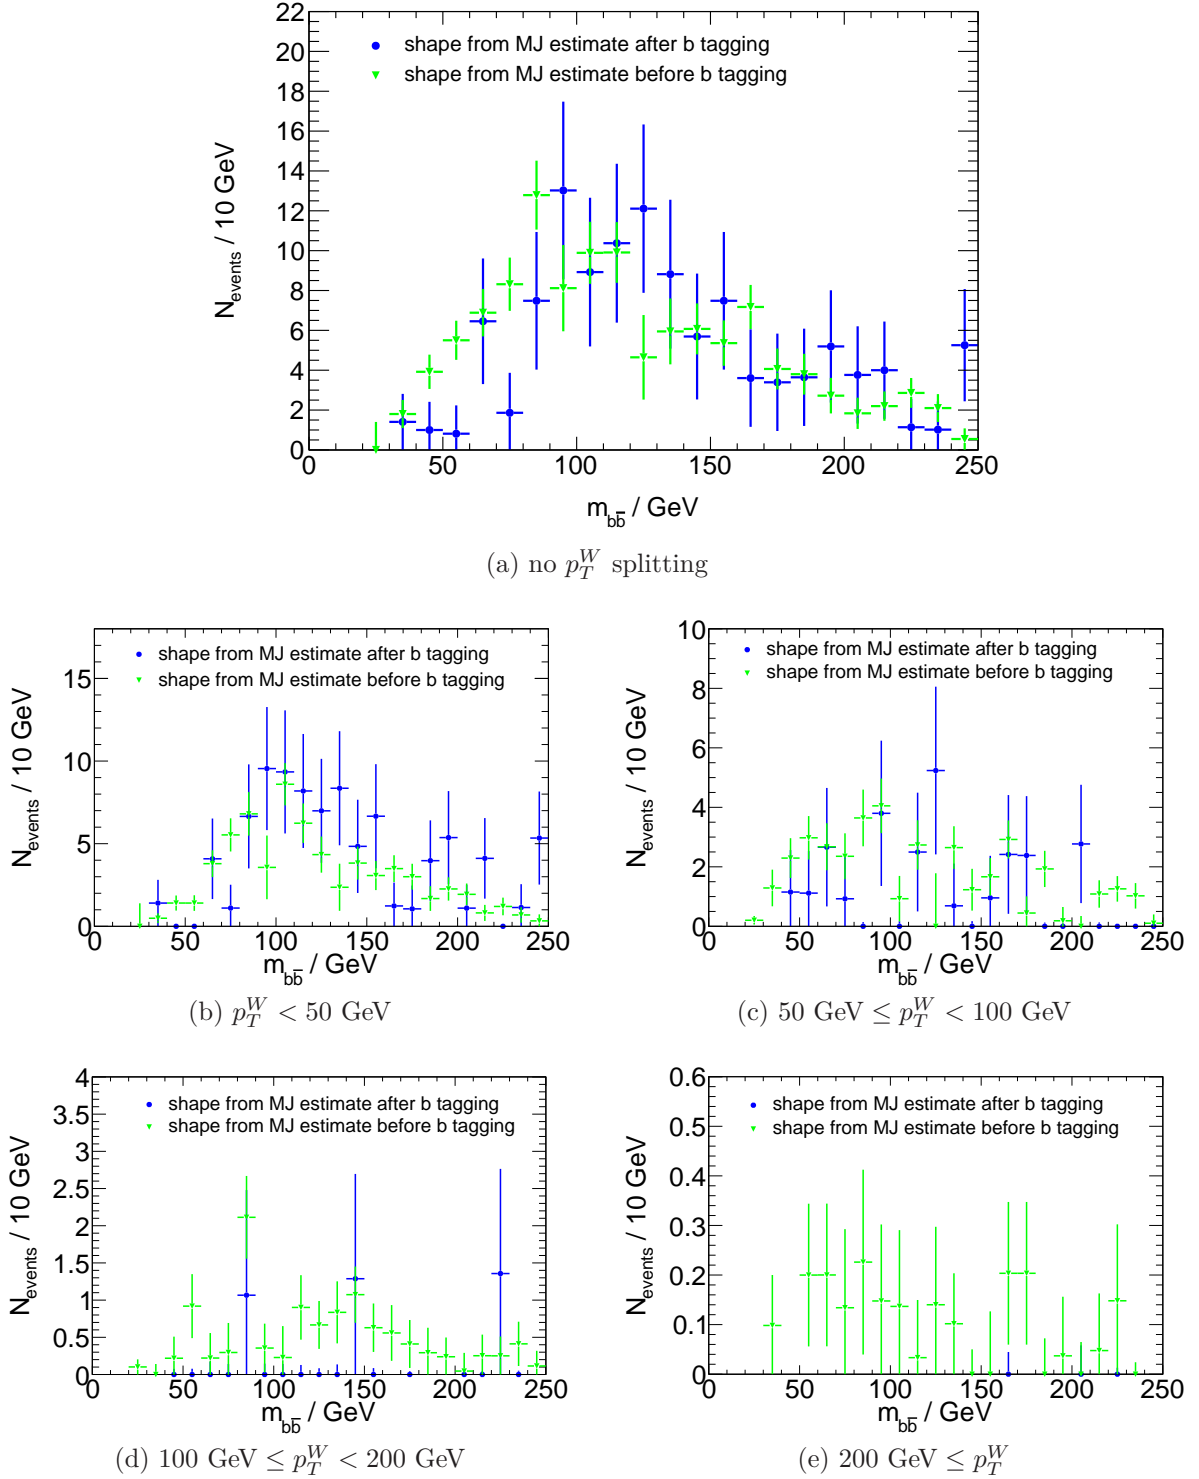 22
20
18
16
14
12
10
8
6
4
2
0
N_events / 10 GeV
shape from MJ estimate after b tagging
shape from MJ estimate before b tagging
0 50 100 150 200 250
m_bb̅ / GeV
(a) no p_T^W splitting
15
10
5
0
N_events / 10 GeV
shape from MJ estimate after b tagging
shape from MJ estimate before b tagging
0 50 100 150 200 250
m_bb̅ / GeV
(b) p_T^W < 50 GeV
10
8
6
4
2
0
N_events / 10 GeV
shape from MJ estimate after b tagging
shape from MJ estimate before b tagging
0 50 100 150 200 250
m_bb̅ / GeV
(c) 50 GeV ≤ p_T^W < 100 GeV
4
3.5
3
2.5
2
1.5
1
0.5
0
N_events / 10 GeV
shape from MJ estimate after b tagging
shape from MJ estimate before b tagging
0 50 100 150 200 250
m_bb̅ / GeV
(d) 100 GeV ≤ p_T^W < 200 GeV
0.6
0.5
0.4
0.3
0.2
0.1
0
N_events / 10 GeV
shape from MJ estimate after b tagging
shape from MJ estimate before b tagging
0 50 100 150 200 250
m_bb̅ / GeV
(e) 200 GeV ≤ p_T^W